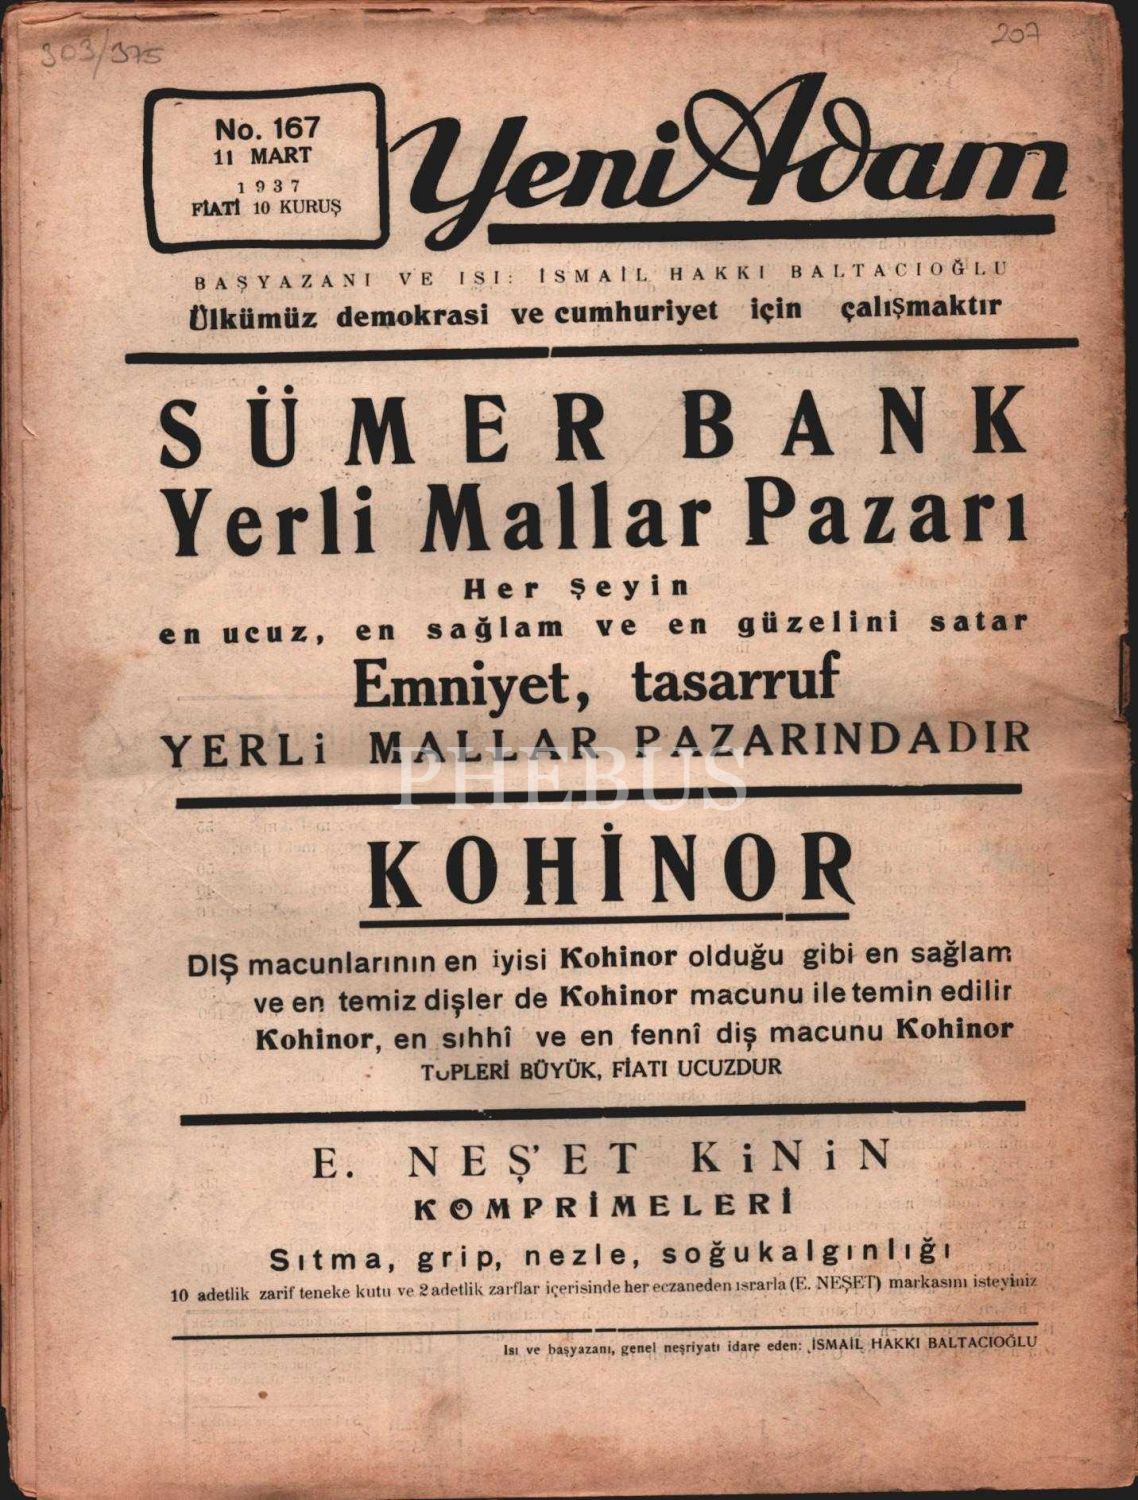 303/375
207
No. 167
11 MART
1937
FİATİ 10 KURUŞ
Yeni Adam
BAŞYAZANI VE ISI: İSMAİL HAKKI BALTACIOĞLU
Ülkümüz demokrasi ve cumhuriyet için çalışmaktır
SÜMER BANK
Yerli Mallar Pazarı
Her Şeyin
en ucuz, en sağlam ve en güzelini satar
Emniyet, tasarruf
YERLİ MALLAR PAZARINDADIR
PHEBUS
KOHİNOR
DIŞ macunlarının en iyisi Kohinor olduğu gibi en sağlam
ve en temiz dişler de Kohinor macunu ile temin edilir
Kohinor, en sıhhî ve en fennî diş macunu Kohinor
TUPLERİ BÜYÜK, FİATI UCUZDUR
E. NEŞ'ET KiNiN
KOMPRİMELERİ
Sıtma, grip, nezle, soğukalgınlığı
10 adetlik zarif teneke kutu ve 2 adetlik zarflar içerisinde her eczaneden ısrarla (E. NEŞET) markasını isteyiniz
Isı ve başyazanı, genel neşriyatı idare eden: İSMAİL HAKKI BALTACIOĞLU